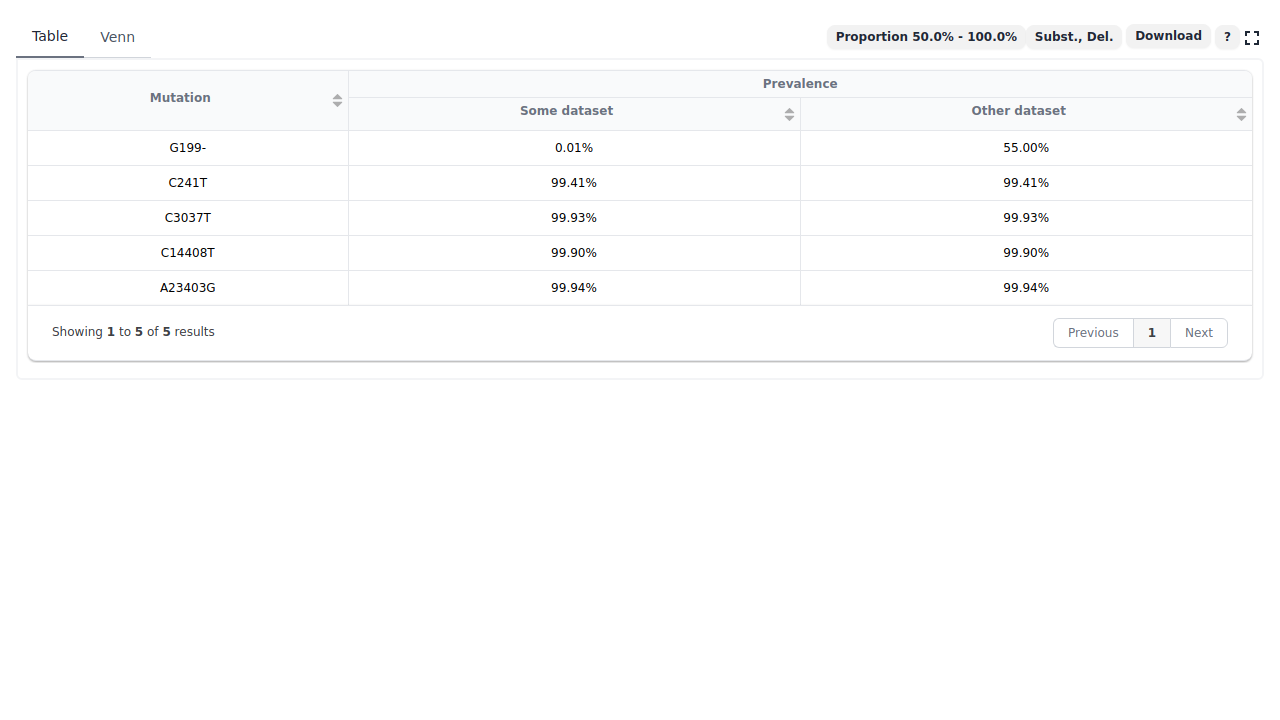 Table Venn Proportion 50.0% - 100.0% Subst., Del. Download ?
Mutation Prevalence
Some dataset Other dataset
G199- 0.01% 55.00%
C241T 99.41% 99.41%
C3037T 99.93% 99.93%
C14408T 99.90% 99.90%
A23403G 99.94% 99.94%
Showing 1 to 5 of 5 results Previous 1 Next